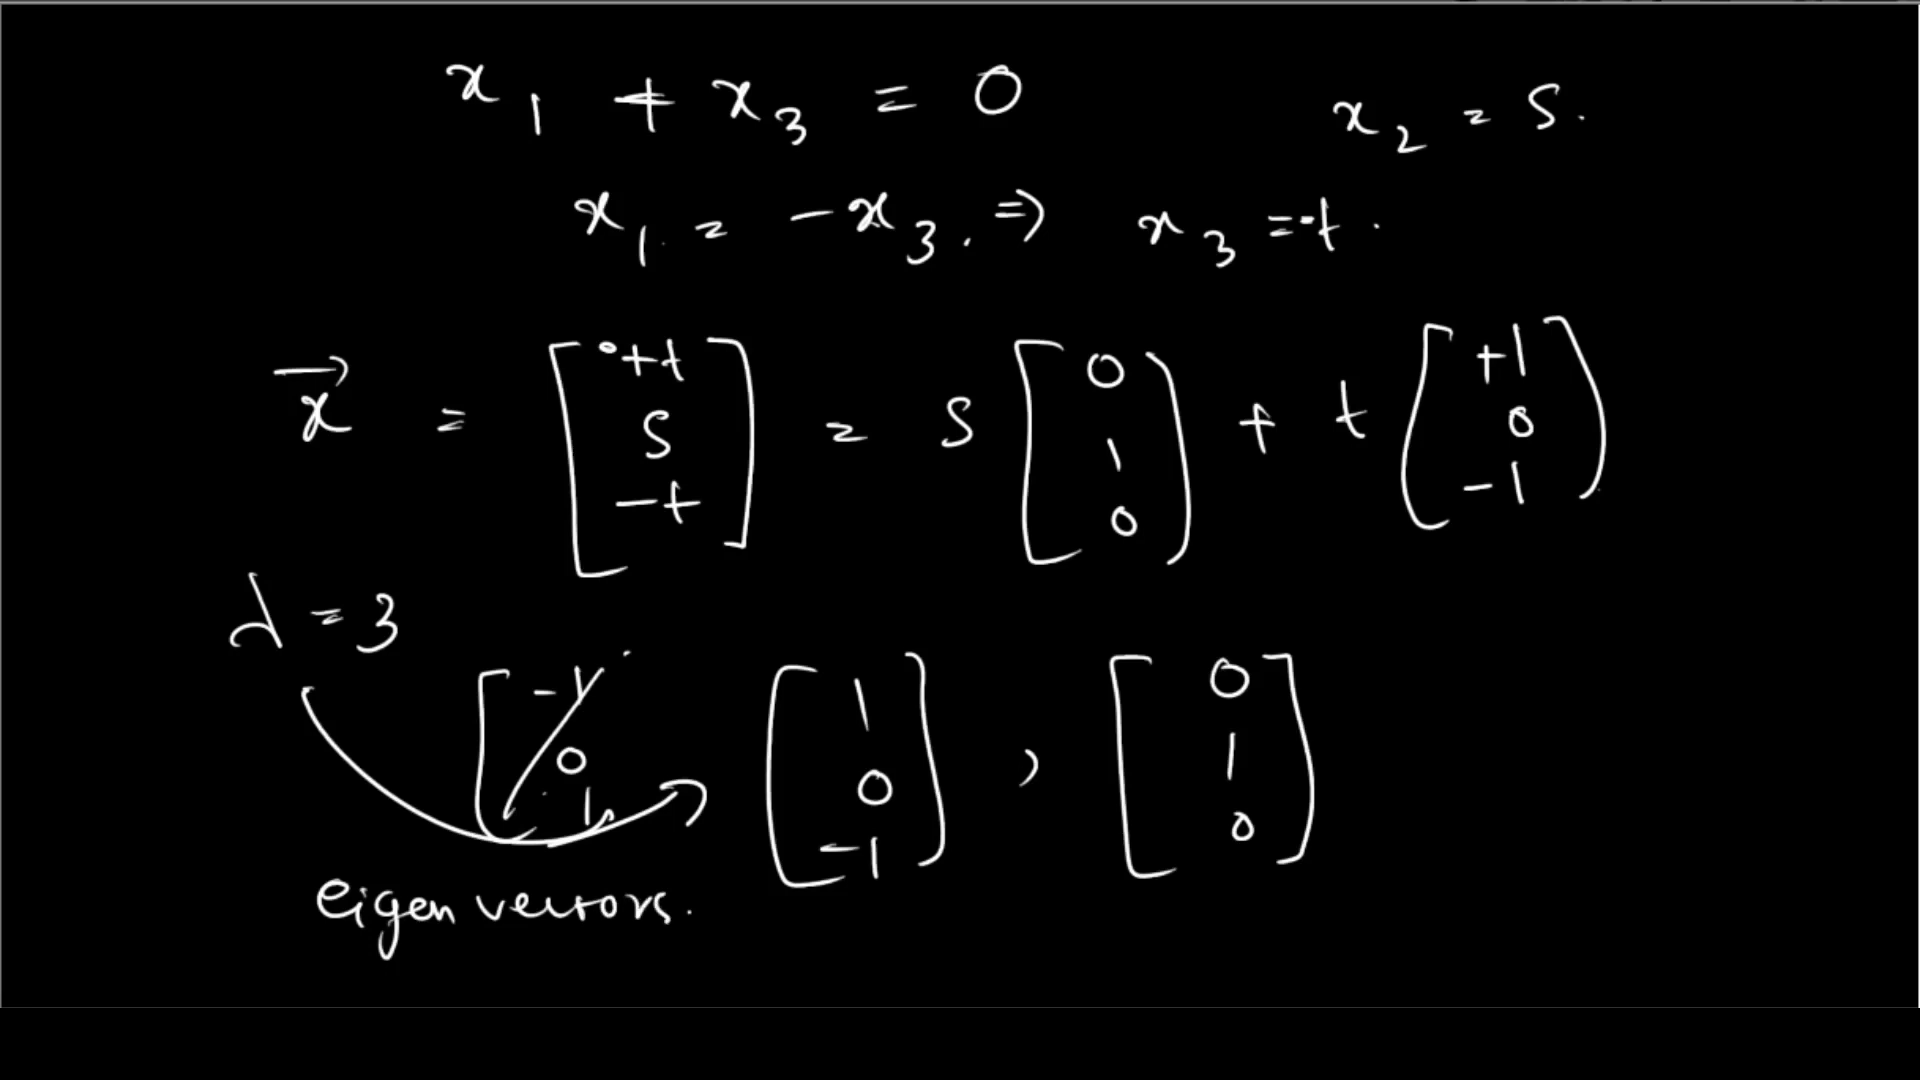 x₁ + x₃ = 0 x₂ = s.
x₁ = -x₃. ⇒ x₃ = -t.
x⃗ = [+t s -t] = s [0 1 0] + t [+1 0 -1]
λ = 3
[-1 0 1] [1 0 -1] , [0 1 0]
eigen vectors.